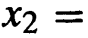 x₂ =